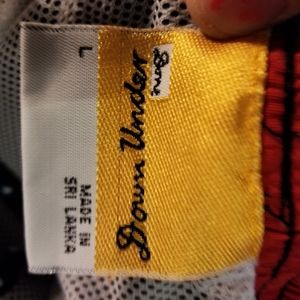 Down Under
L
MADE IN
SRI LANKA